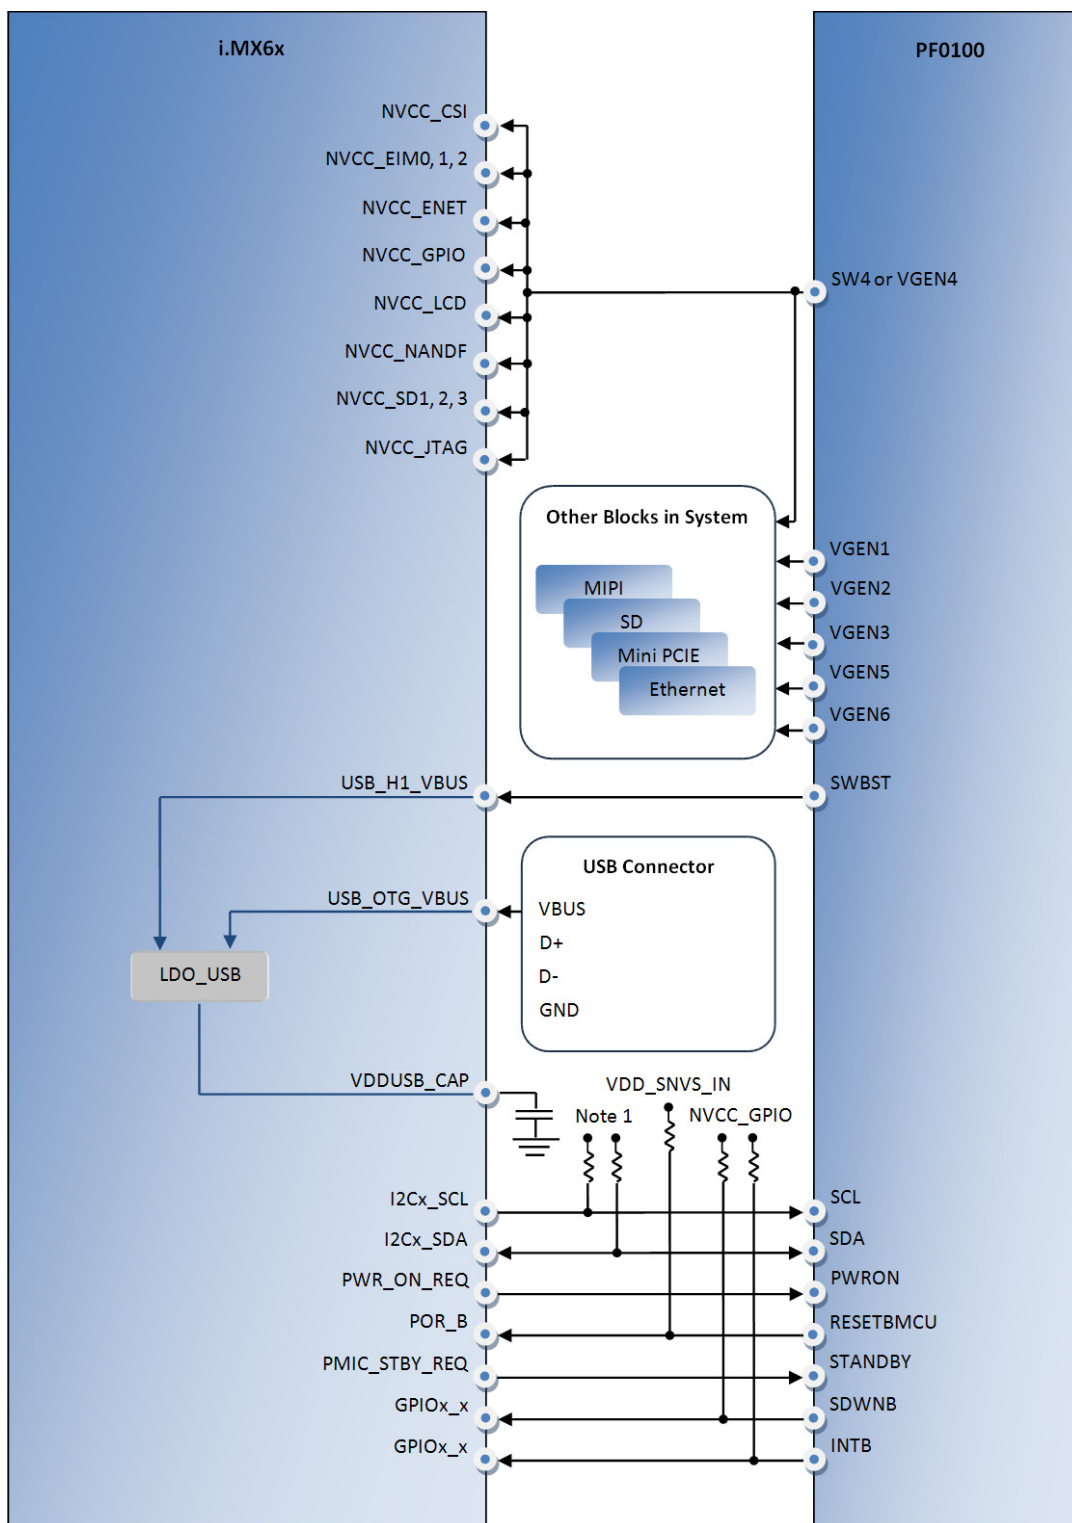 i.MX6x
PF0100
NVCC_CSI
NVCC_EIM0, 1, 2
NVCC_ENET
NVCC_GPIO
SW4 or VGEN4
NVCC_LCD
NVCC_NANDF
NVCC_SD1, 2, 3
NVCC_JTAG
Other Blocks in System
MIPI
SD
Mini PCIE
Ethernet
VGEN1
VGEN2
VGEN3
VGEN5
VGEN6
USB_H1_VBUS
SWBST
USB Connector
USB_OTG_VBUS
VBUS
D+
D-
GND
LDO_USB
VDDUSB_CAP
VDD_SNVS_IN
Note 1
NVCC_GPIO
I2Cx_SCL
SCL
I2Cx_SDA
SDA
PWR_ON_REQ
PWRON
POR_B
RESETBMCU
PMIC_STBY_REQ
STANDBY
GPIOx_x
SDWNB
GPIOx_x
INTB